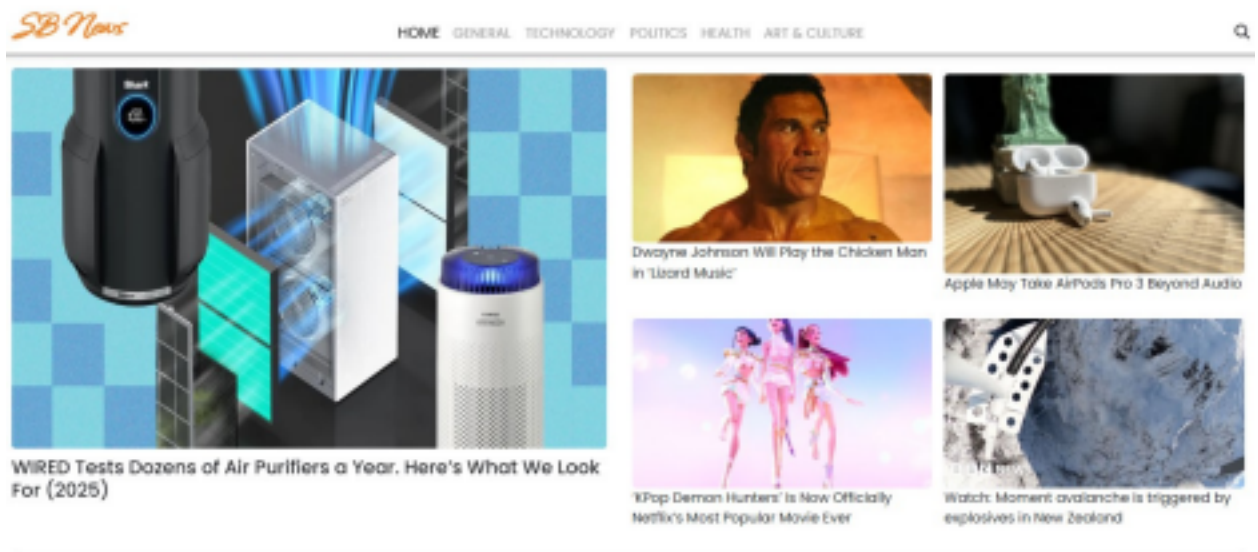 SB News
HOME GENERAL TECHNOLOGY POLITICS HEALTH ART & CULTURE
WIRED Tests Dozens of Air Purifiers a Year. Here's What We Look
For (2025)
Dwayne Johnson Will Play the Chicken Man
in 'Lizard Music'
Apple May Take AirPods Pro 3 Beyond Audio
'KPop Demon Hunters' Is Now Officially
Netflix's Most Popular Movie Ever
Watch: Moment avalanche is triggered by
explosives in New Zealand